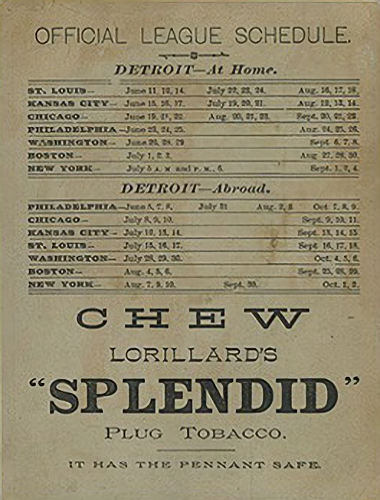 OFFICIAL LEAGUE SCHEDULE.
DETROIT—At Home.
ST. LOUIS— June 11, 12, 14. July 22, 23, 24. Aug. 16, 17, 18.
KANSAS CITY— June 15, 16, 17. July 19, 20, 21. Aug. 12, 13, 14.
CHICAGO— June 19, 21, 22. Aug. 20, 21, 23. Sept. 20, 21, 22.
PHILADELPHIA—June 23, 24, 25. Aug. 24, 25, 26.
WASHINGTON— June 26, 28, 29 Sept. 6, 7, 8.
BOSTON— July 1, 2, 3. Aug. 27, 28, 30.
NEW YORK— July 5 A. M. and P. M., 6. Sept. 1, 2, 4.
DETROIT—Abroad.
PHILADELPHIA—June 5, 7, 8. July 31 Aug. 2, 3. Oct. 7, 8, 9.
CHICAGO— July 8, 9, 10. Sept. 9, 10, 11.
KANSAS CITY— July 12, 13, 14. Sept. 13, 14, 15.
ST. LOUIS— July 15, 16, 17. Sept. 16, 17, 18.
WASHINGTON— July 28, 29, 30. Oct. 4, 5, 6.
BOSTON— Aug. 4, 5, 6. Sept. 25, 28, 29.
NEW YORK— Aug. 7, 9, 10. Sept. 30. Oct. 1, 2.
CHEW
LORILLARD'S
“SPLENDID”
PLUG TOBACCO.
IT HAS THE PENNANT SAFE.